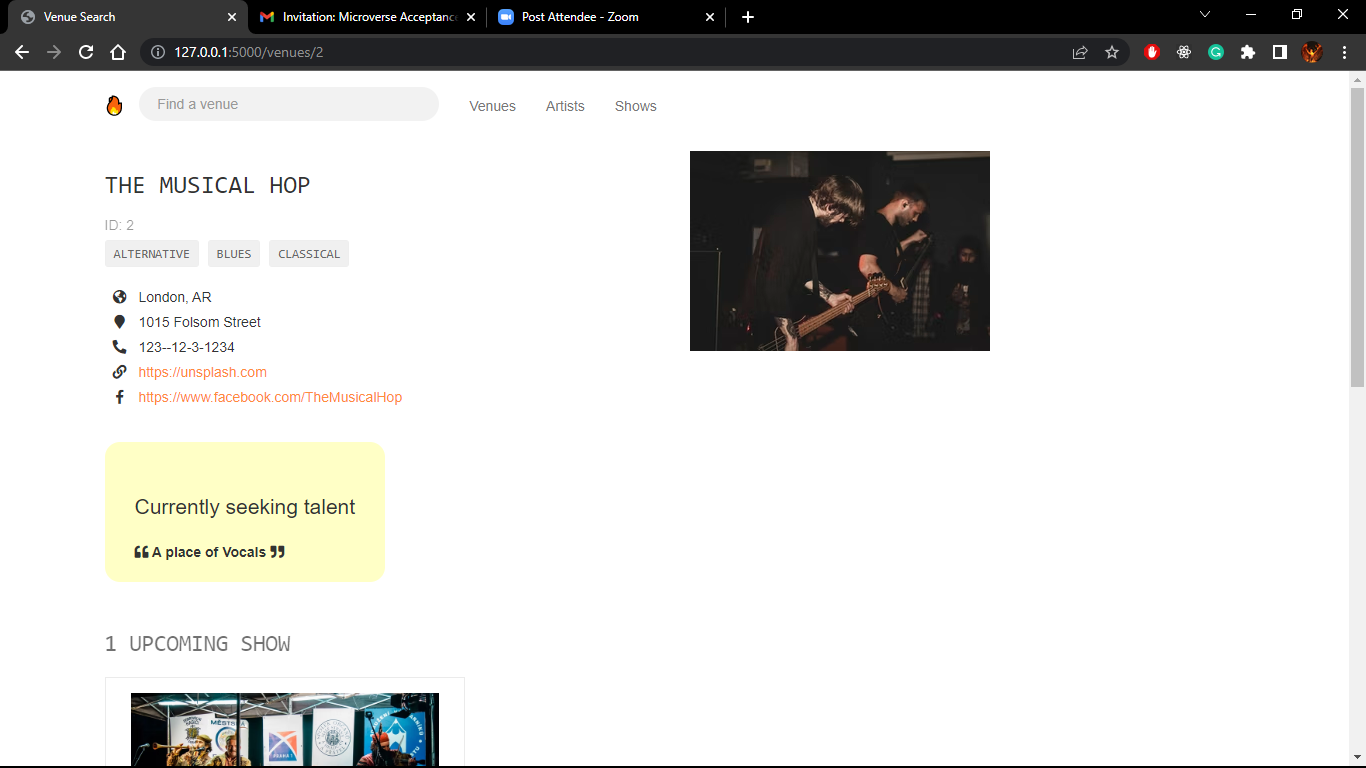 Venue Search
Invitation: Microverse Acceptance
Post Attendee - Zoom
127.0.0.1:5000/venues/2
Find a venue
Venues
Artists
Shows
THE MUSICAL HOP
ID: 2
ALTERNATIVE
BLUES
CLASSICAL
London, AR
1015 Folsom Street
123--12-3-1234
https://unsplash.com
https://www.facebook.com/TheMusicalHop
Currently seeking talent
❝ A place of Vocals ❞
1 UPCOMING SHOW